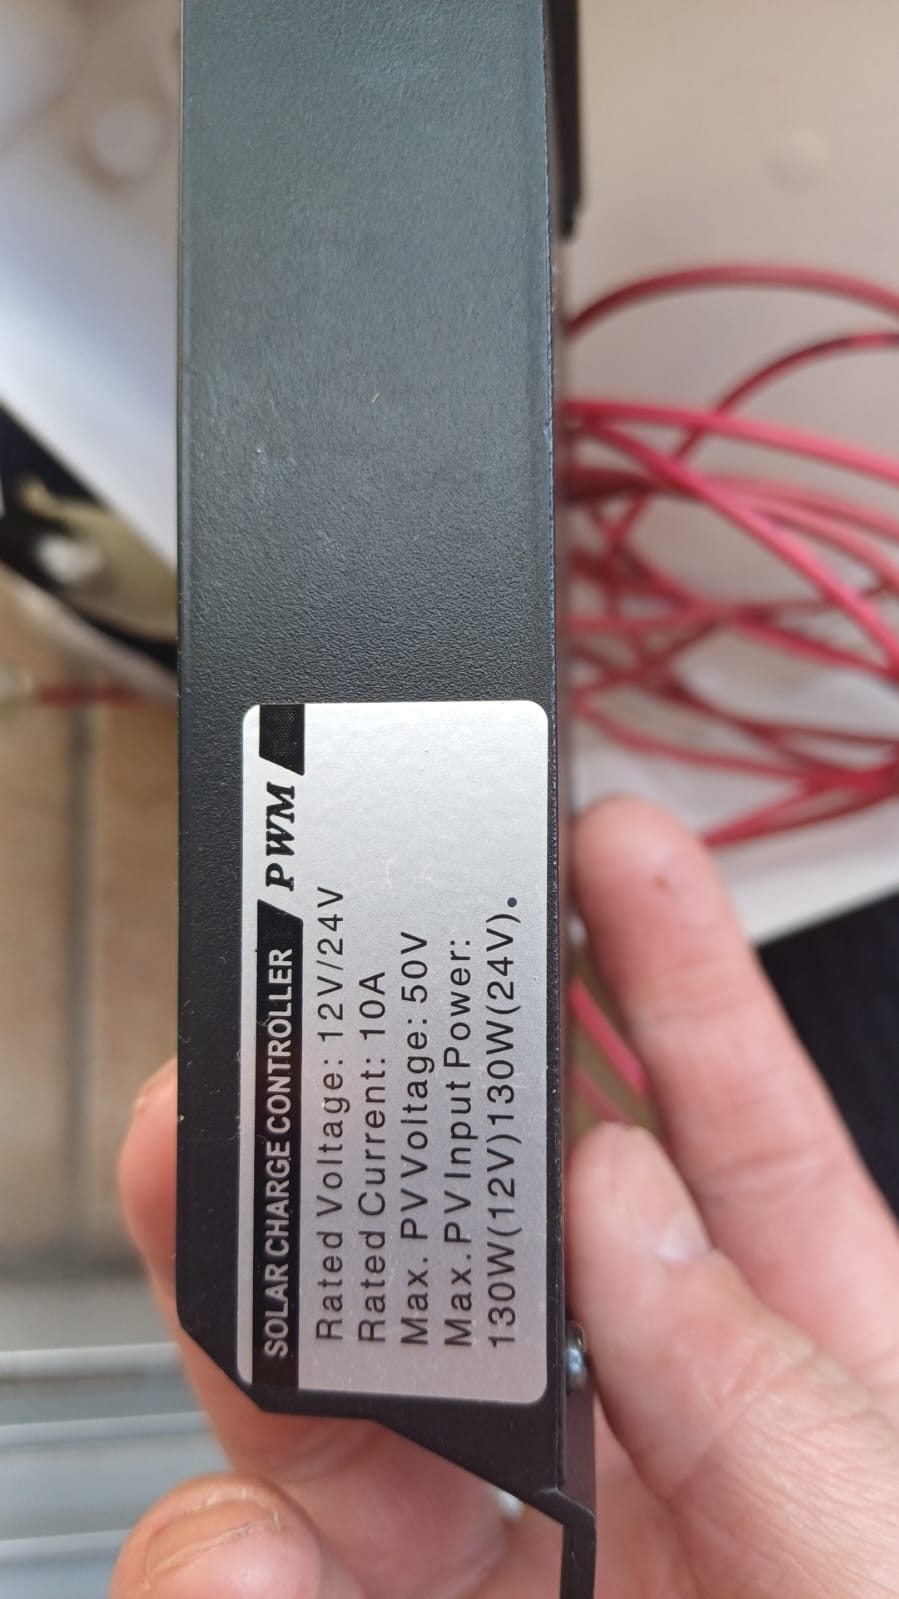 SOLAR CHARGE CONTROLLER PWM
Rated Voltage: 12V/24V
Rated Current: 10A
Max. PV Voltage: 50V
Max. PV Input Power:
130W(12V)130W(24V).